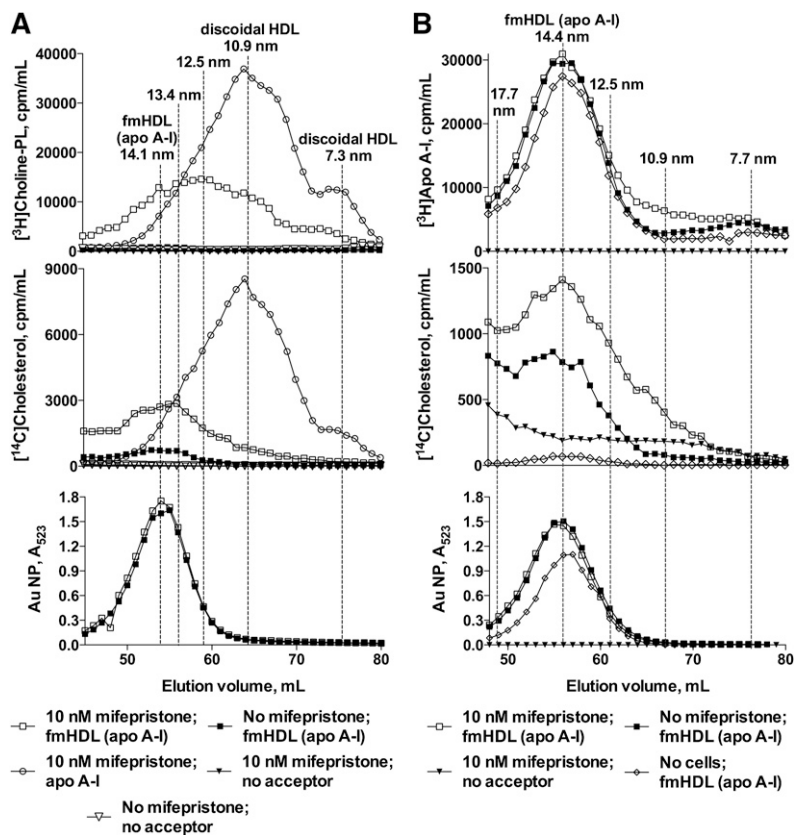 A
discoidal HDL
10.9 nm
12.5 nm
13.4 nm
fmHDL
(apo A-I)
14.1 nm
discoidal HDL
7.3 nm
[³H]Choline-PL, cpm/mL
40000
30000
20000
10000
0
[¹⁴C]Cholesterol, cpm/mL
9000
6000
3000
0
Au NP, A₅₂₃
1.8
1.5
1.2
0.9
0.6
0.3
0.0
50
60
70
80
Elution volume, mL
B
fmHDL (apo A-I)
14.4 nm
17.7
nm
12.5 nm
10.9 nm
7.7 nm
[³H]Apo A-I, cpm/mL
30000
20000
10000
0
[¹⁴C]Cholesterol, cpm/mL
1500
1000
500
0
Au NP, A₅₂₃
1.8
1.5
1.2
0.9
0.6
0.3
0.0
50
60
70
80
Elution volume, mL
10 nM mifepristone;
fmHDL (apo A-I)
No mifepristone;
fmHDL (apo A-I)
10 nM mifepristone;
apo A-I
10 nM mifepristone;
no acceptor
No mifepristone;
no acceptor
10 nM mifepristone;
fmHDL (apo A-I)
No mifepristone;
fmHDL (apo A-I)
10 nM mifepristone;
no acceptor
No cells;
fmHDL (apo A-I)